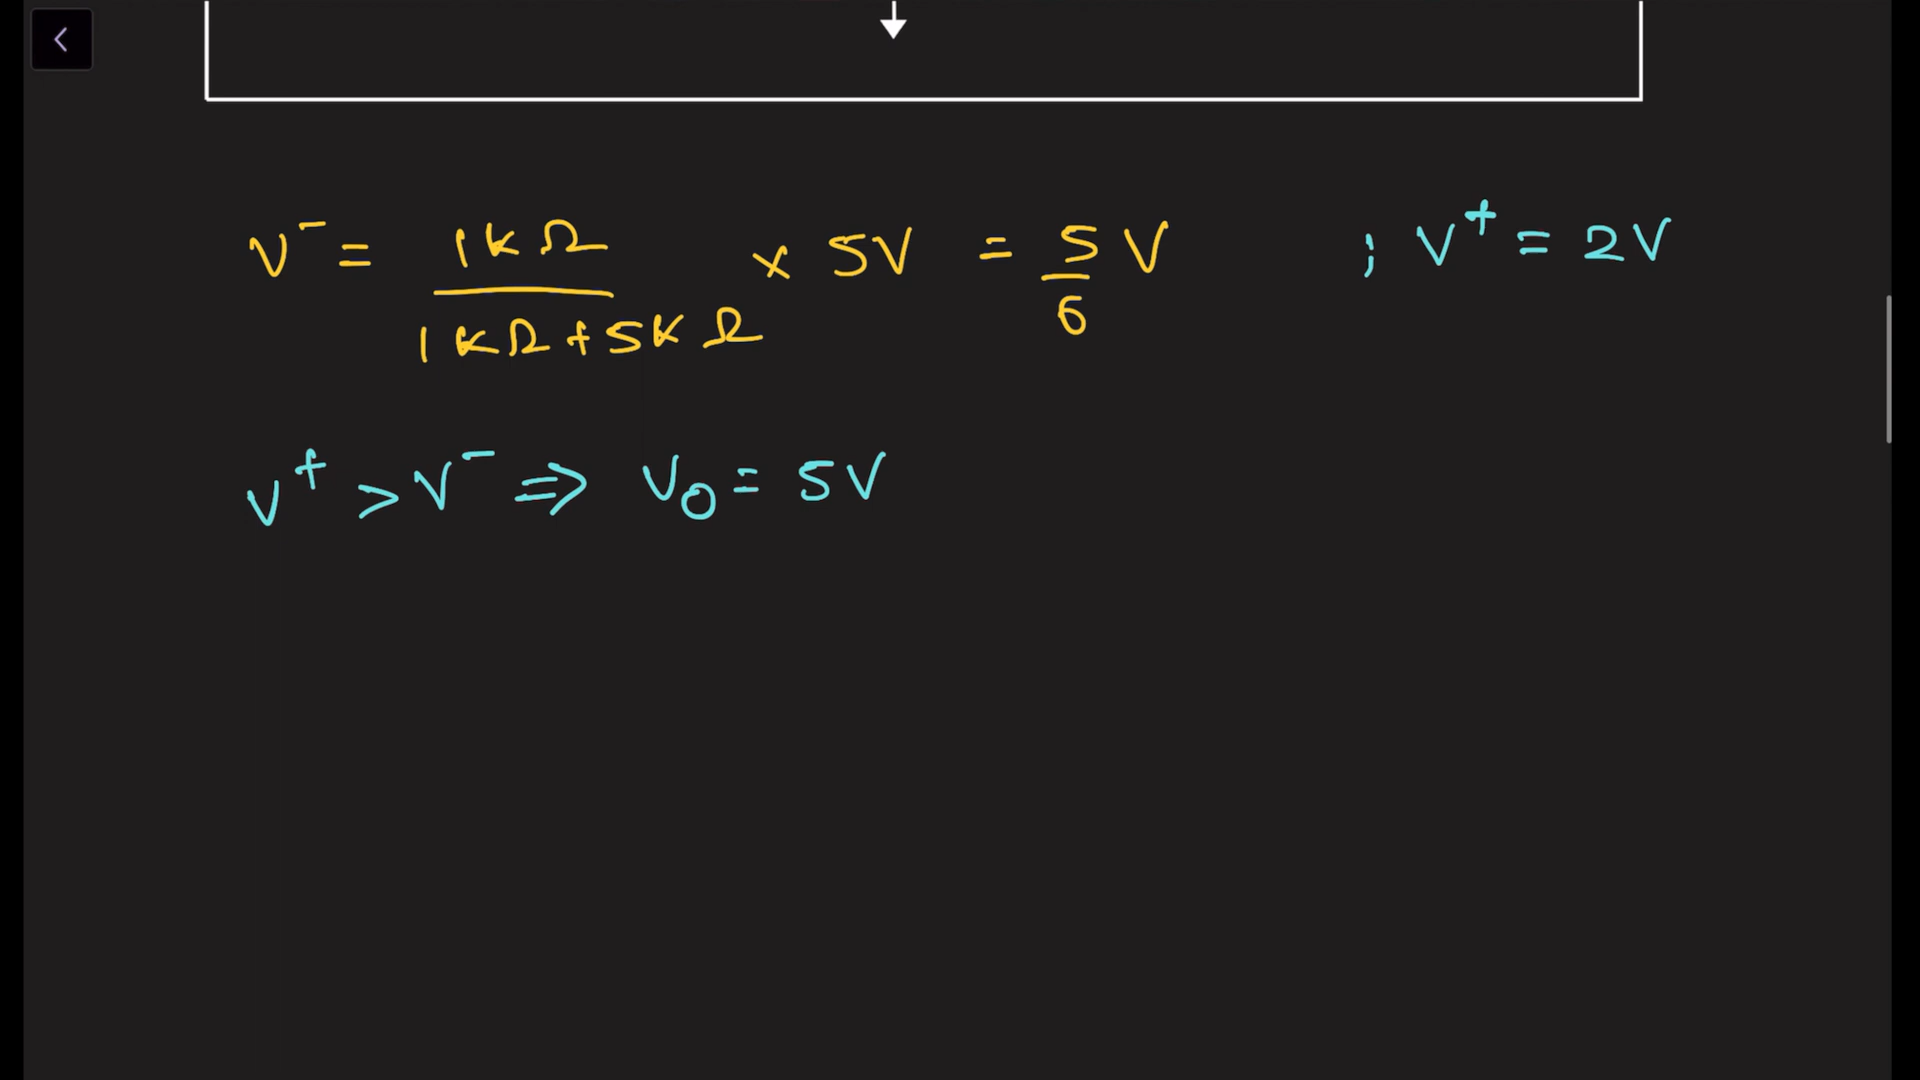 V⁻ = 1KΩ / 1KΩ+5KΩ × 5V = 5/6 V ; V⁺ = 2V
V⁺ > V⁻ ⇒ V₀ = 5V